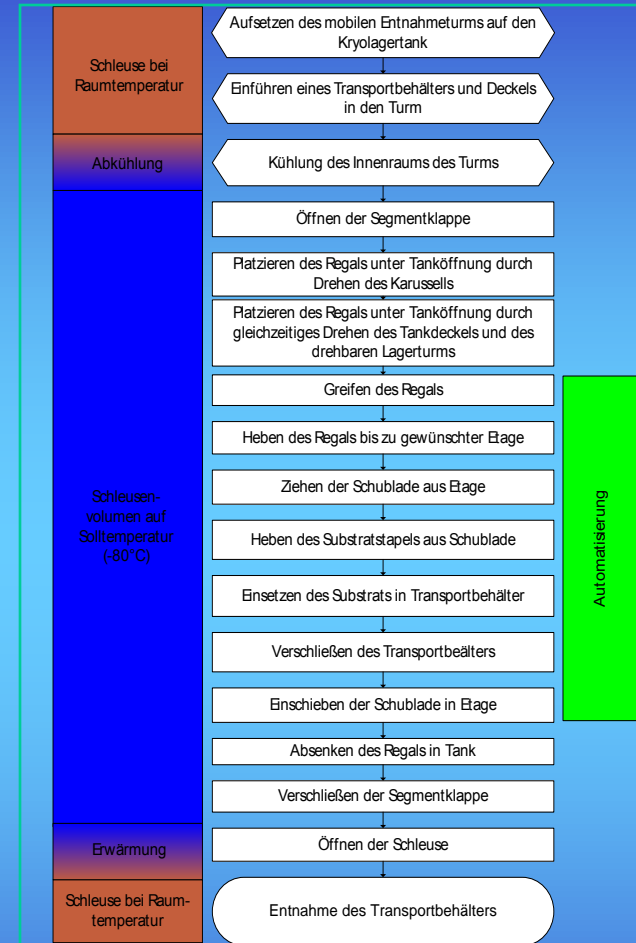 Aufsetzen des mobilen Entnahmeturms auf den
Kryolagertank
Schleuse bei
Raumtemperatur
Einführen eines Transportbehälters und Deckels
in den Turm
Abkühlung
Kühlung des Innenraums des Turms
Öffnen der Segmentklappe
Platzieren des Regals unter Tanköffnung durch
Drehen des Karussells
Platzieren des Regals unter Tanköffnung durch
gleichzeitiges Drehen des Tankdeckels und des
drehbaren Lagerturms
Greifen des Regals
Heben des Regals bis zu gewünschter Etage
Ziehen der Schublade aus Etage
Schleusen-
volumen auf
Solltemperatur
(-80°C)
Heben des Substratstapels aus Schublade
Einsetzen des Substrats in Transportbehälter
Verschließen des Transportbeälters
Einschieben der Schublade in Etage
Automatisierung
Absenken des Regals in Tank
Verschließen der Segmentklappe
Erwärmung
Öffnen der Schleuse
Schleuse bei Raum-
temperatur
Entnahme des Transportbehälters